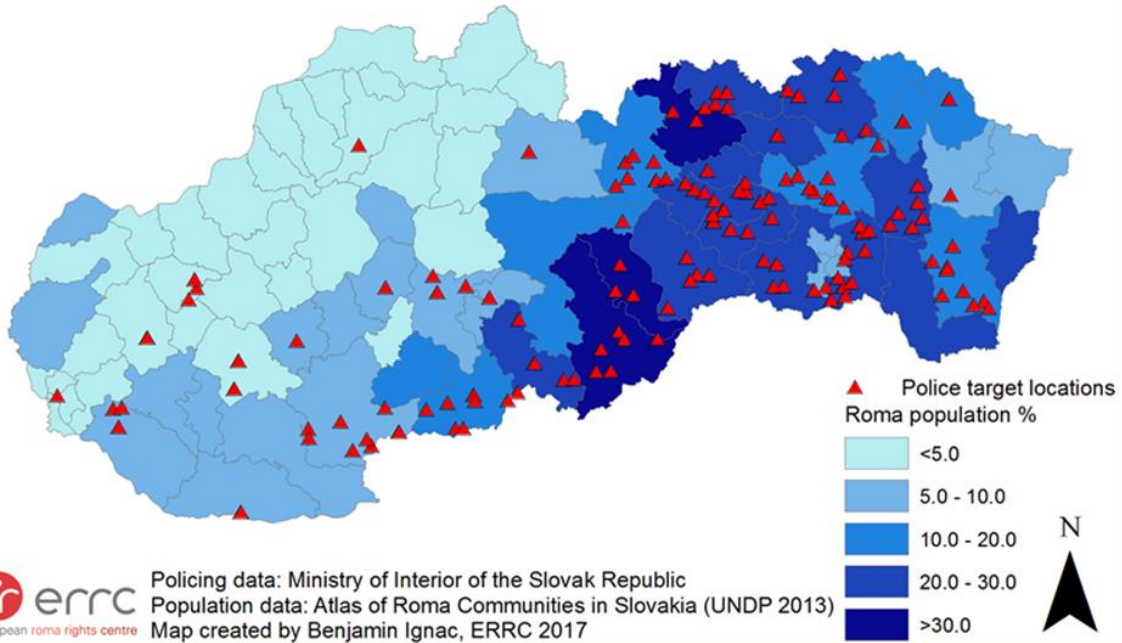 Police target locations
Roma population %
<5.0
5.0 - 10.0
10.0 - 20.0
20.0 - 30.0
>30.0
N
errc
roma rights centre
Policing data: Ministry of Interior of the Slovak Republic
Population data: Atlas of Roma Communities in Slovakia (UNDP 2013)
Map created by Benjamin Ignac, ERRC 2017